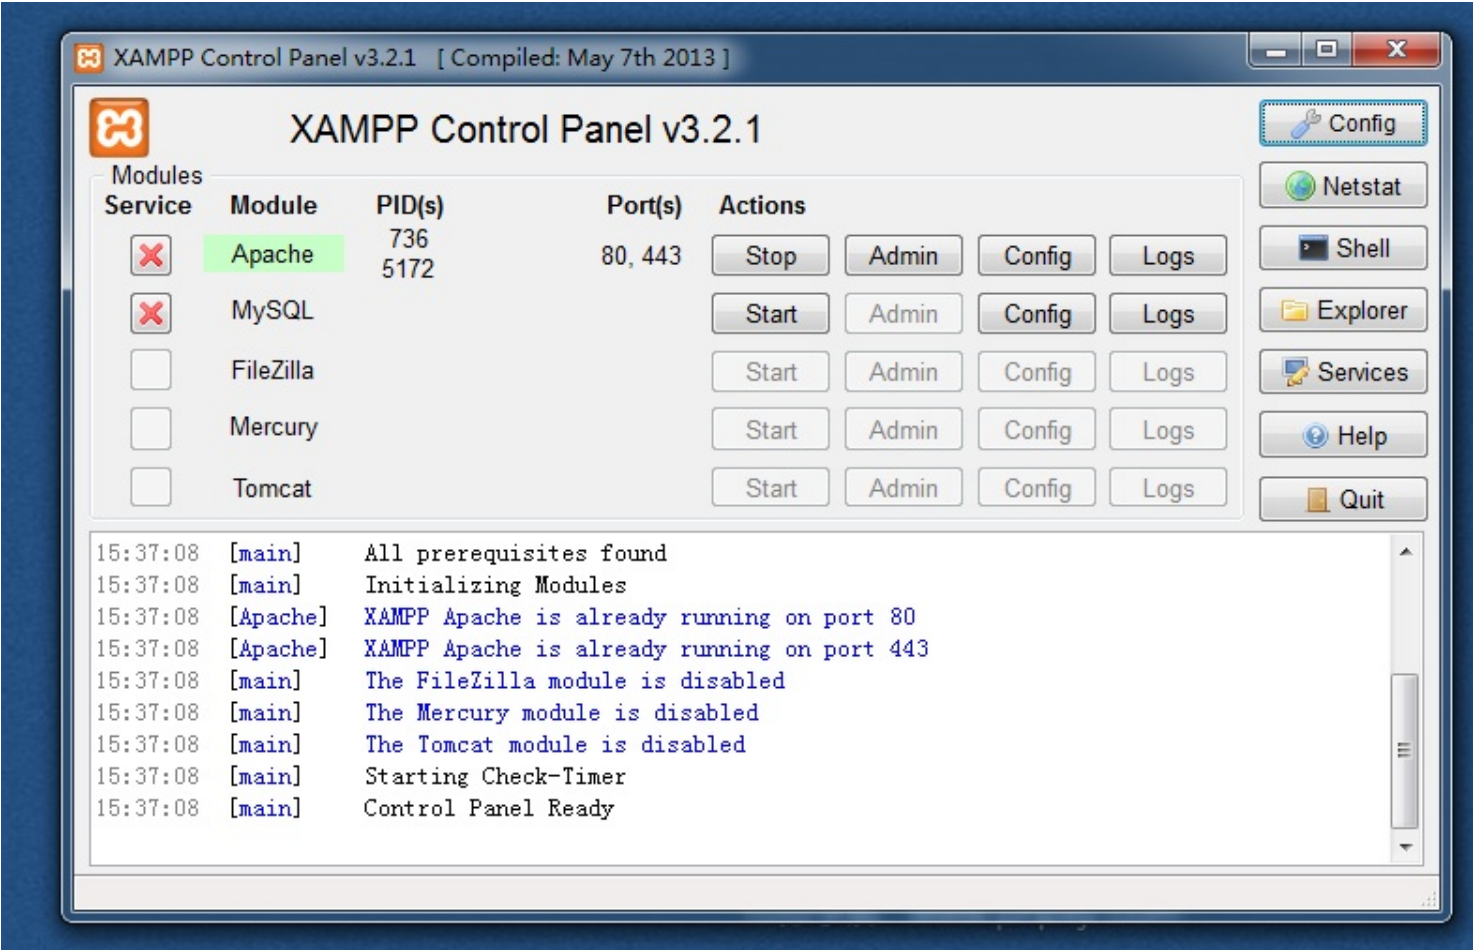 XAMPP Control Panel v3.2.1 [ Compiled: May 7th 2013 ]
XAMPP Control Panel v3.2.1
Config
Modules
Netstat
Service Module PID(s) Port(s) Actions
Apache 736 5172 80, 443 Stop Admin Config Logs
Shell
MySQL Start Admin Config Logs
Explorer
FileZilla Start Admin Config Logs
Services
Mercury Start Admin Config Logs
Help
Tomcat Start Admin Config Logs
Quit
15:37:08 [main] All prerequisites found
15:37:08 [main] Initializing Modules
15:37:08 [Apache] XAMPP Apache is already running on port 80
15:37:08 [Apache] XAMPP Apache is already running on port 443
15:37:08 [main] The FileZilla module is disabled
15:37:08 [main] The Mercury module is disabled
15:37:08 [main] The Tomcat module is disabled
15:37:08 [main] Starting Check-Timer
15:37:08 [main] Control Panel Ready